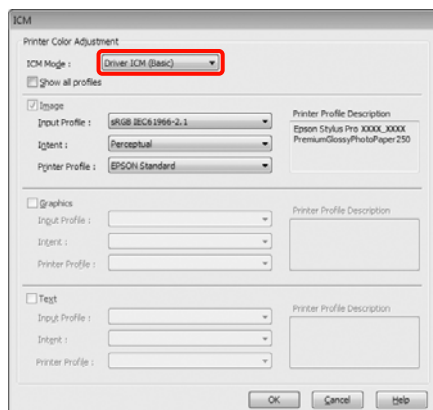 ICM
Printer Color Adjustment
ICM Mode : Driver ICM (Basic)
Show all profiles
Image
Input Profile : sRGB IEC61966-2.1
Intent : Perceptual
Printer Profile : EPSON Standard
Printer Profile Description
Epson Stylus Pro XXXX_XXXX
PremiumGlossyPhotoPaper250
Graphics
Input Profile :
Intent :
Printer Profile :
Printer Profile Description
Text
Input Profile :
Intent :
Printer Profile :
Printer Profile Description
OK Cancel Help